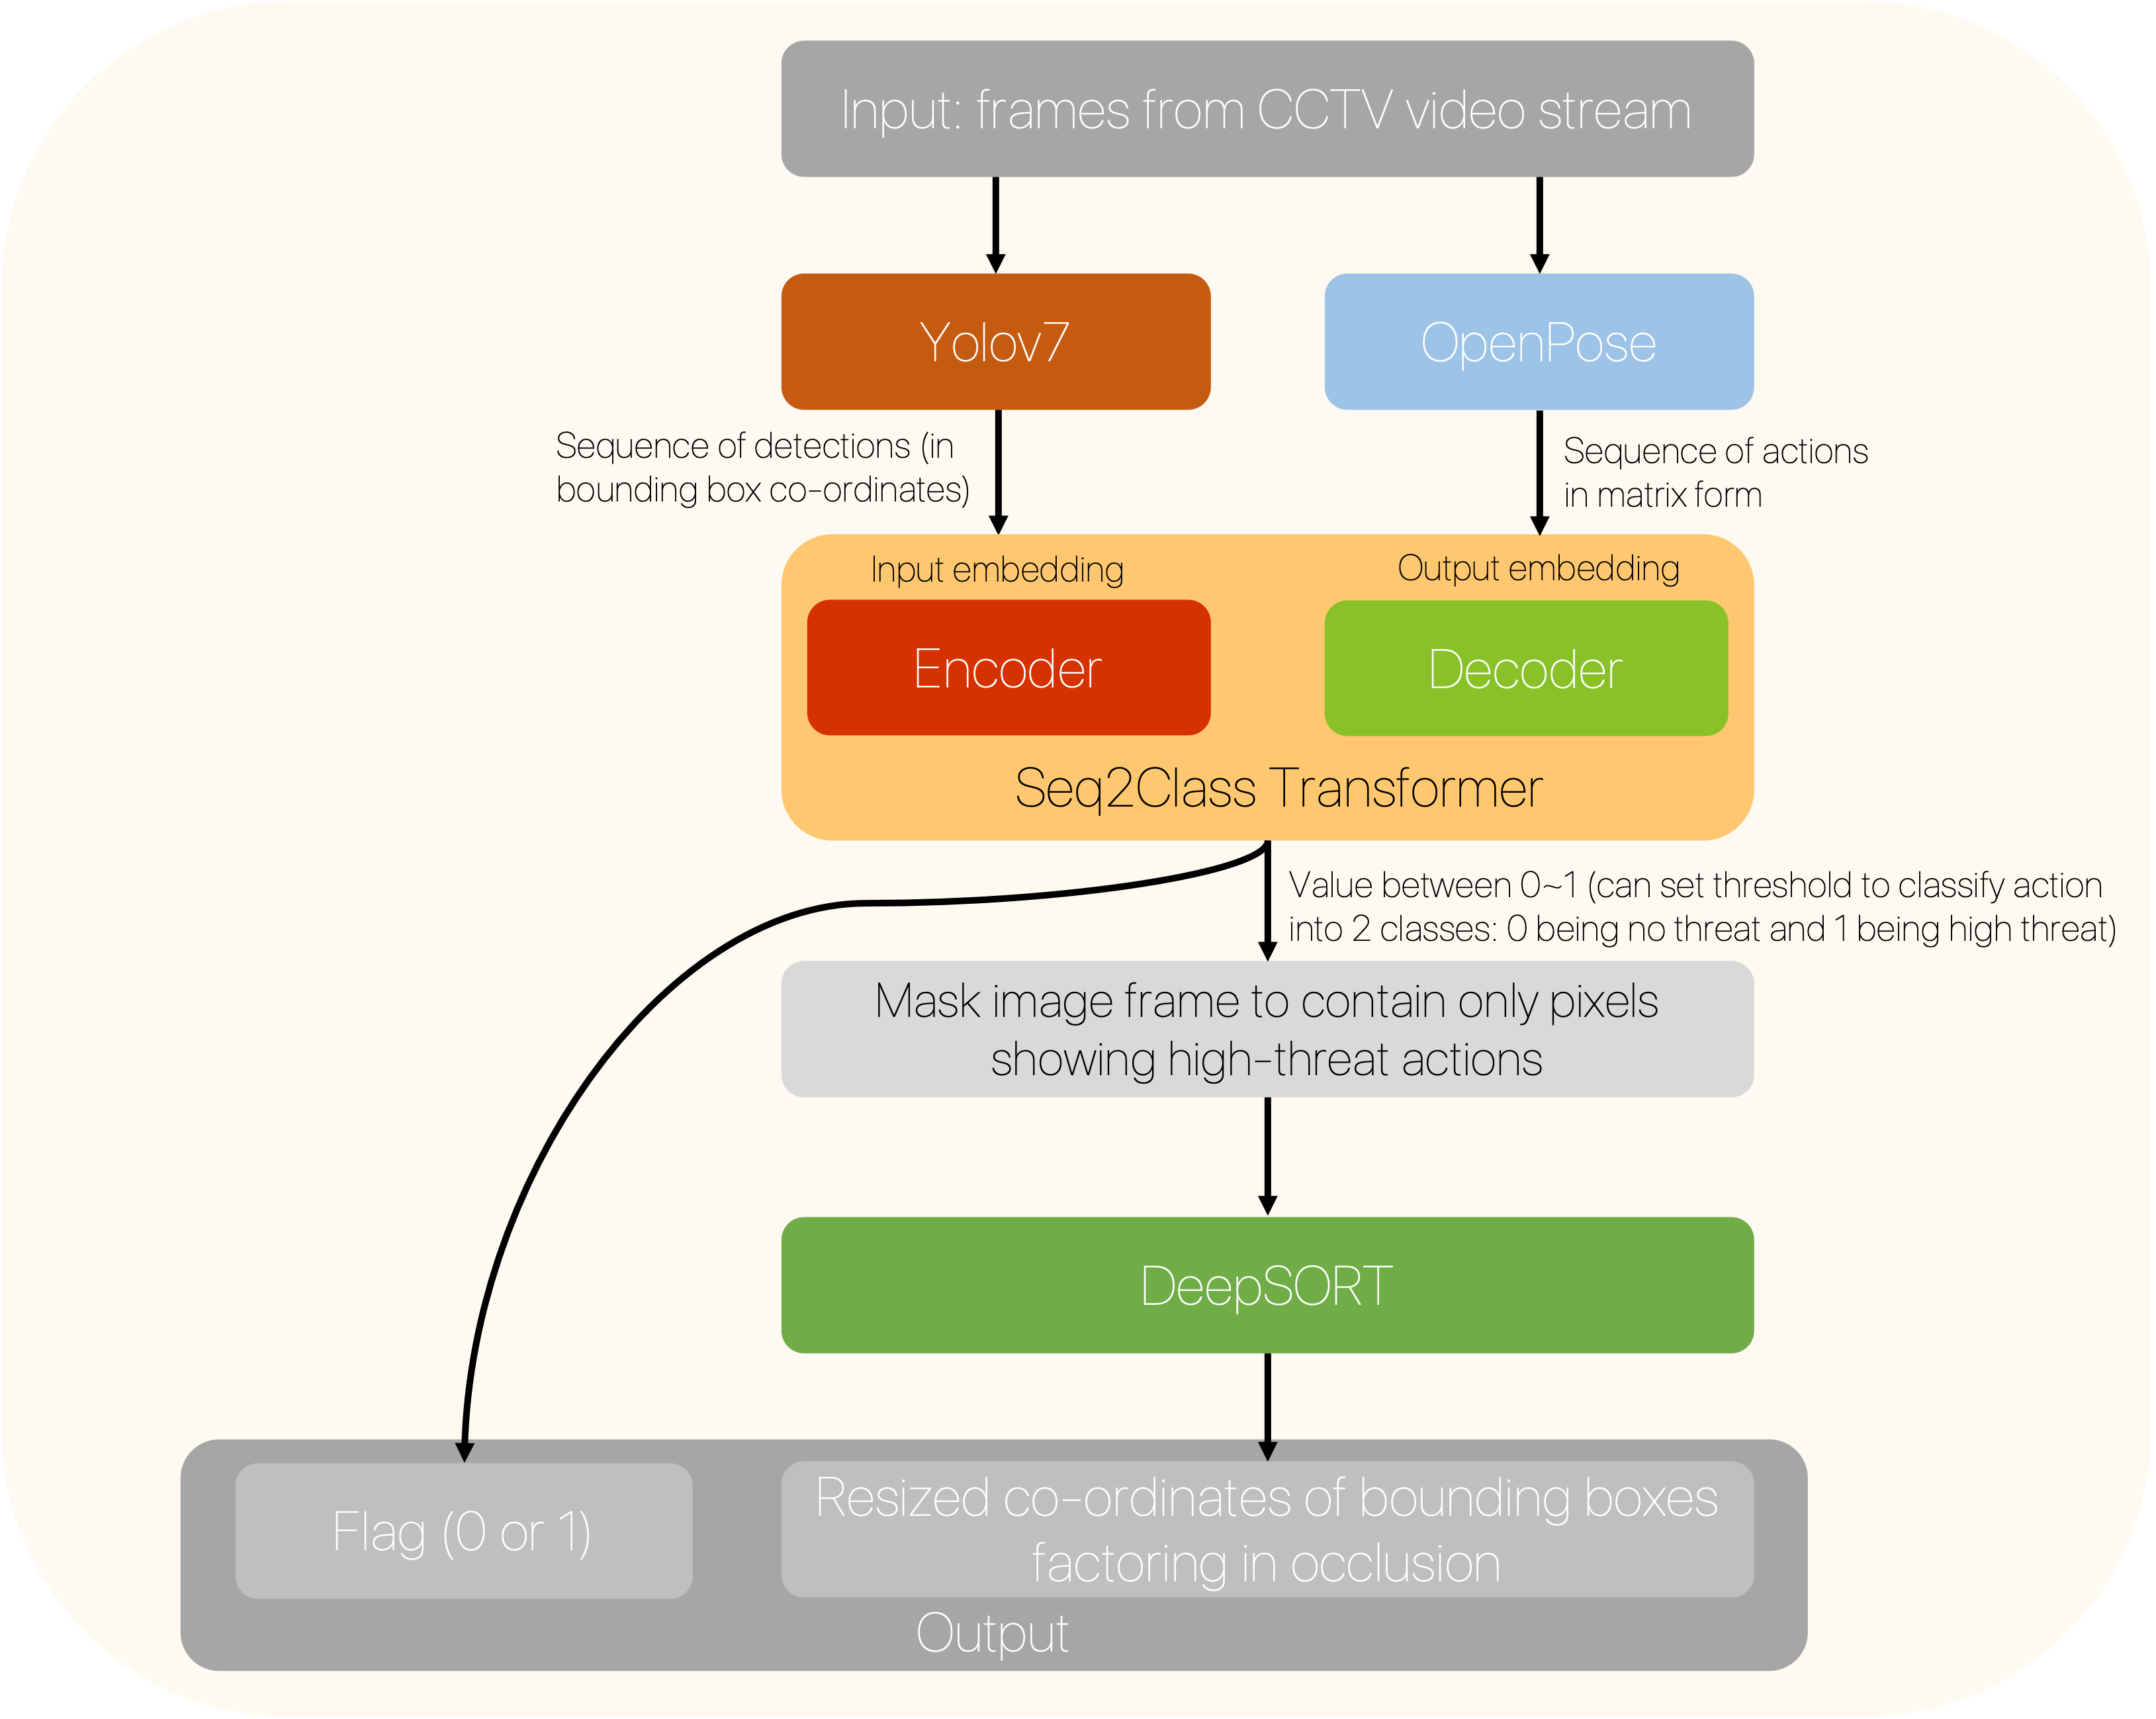 Input: frames from CCTV video stream
Yolov7
OpenPose
Sequence of detections (in
bounding box co-ordinates)
Sequence of actions
in matrix form
Input embedding
Output embedding
Encoder
Decoder
Seq2Class Transformer
Value between 0~1 (can set threshold to classify action
into 2 classes: 0 being no threat and 1 being high threat)
Mask image frame to contain only pixels
showing high-threat actions
DeepSORT
Flag (0 or 1)
Resized co-ordinates of bounding boxes
factoring in occlusion
Output